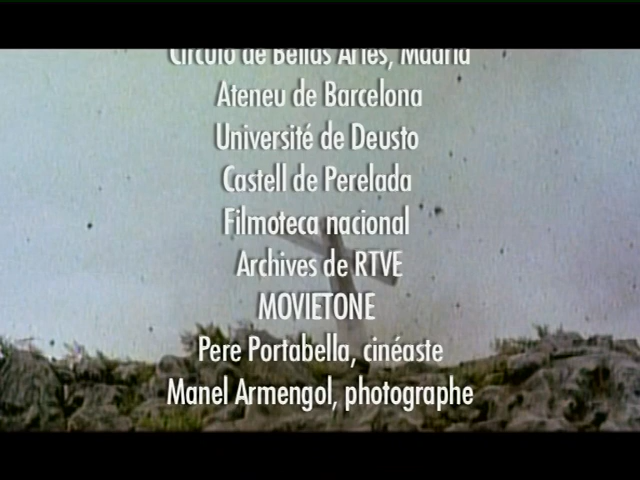 Círculo de Bellas Artes, Madrid
Ateneu de Barcelona
Université de Deusto
Castell de Perelada
Filmoteca nacional
Archives de RTVE
MOVIETONE
Pere Portabella, cinéaste
Manel Armengol, photographe